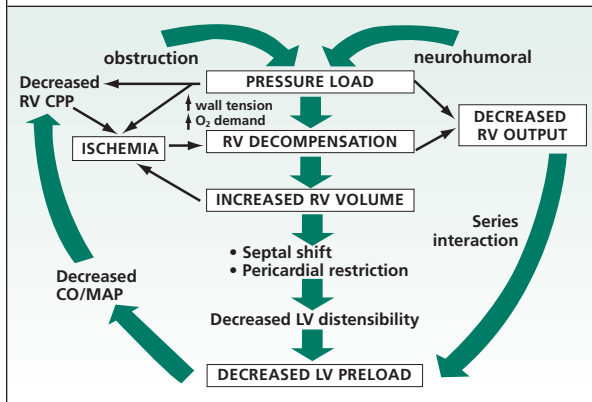 obstruction
neurohumoral
Decreased
RV CPP
PRESSURE LOAD
wall tension
O₂ demand
DECREASED
RV OUTPUT
ISCHEMIA
RV DECOMPENSATION
INCREASED RV VOLUME
• Septal shift
• Pericardial restriction
Series
interaction
Decreased
CO/MAP
Decreased LV distensibility
DECREASED LV PRELOAD